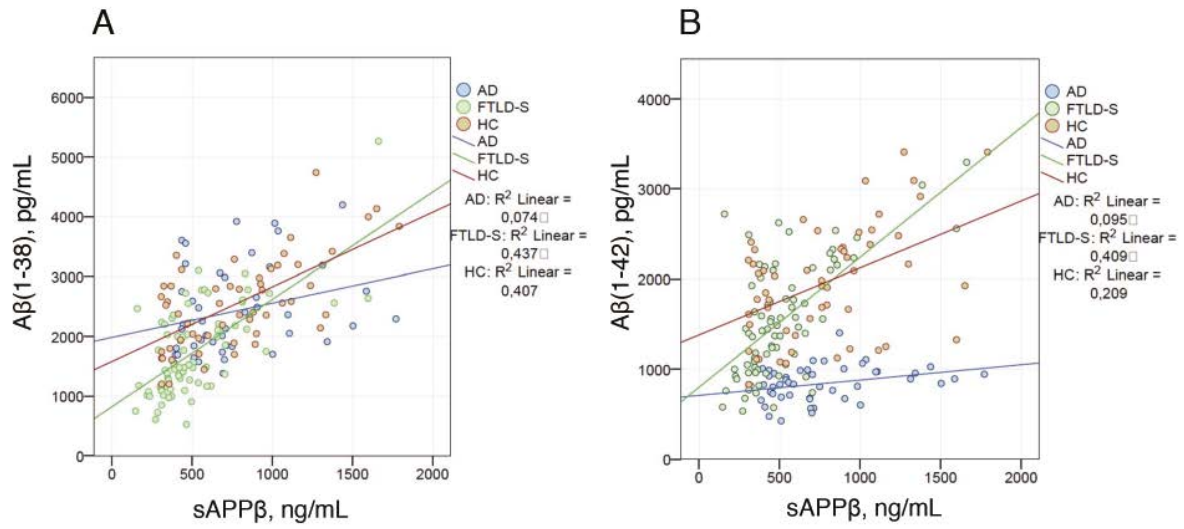 A
B
Aβ(1-38), pg/mL
6000
5000
4000
3000
2000
1000
0
0 500 1000 1500 2000
sAPPβ, ng/mL
AD
FTLD-S
HC
AD
FTLD-S
HC
AD: R² Linear =
0,074□
FTLD-S: R² Linear =
0,437□
HC: R² Linear =
0,407
Aβ(1-42), pg/mL
4000
3000
2000
1000
0
0 500 1000 1500 2000
sAPPβ, ng/mL
AD
FTLD-S
HC
AD
FTLD-S
HC
AD: R² Linear =
0,095□
FTLD-S: R² Linear =
0,409□
HC: R² Linear =
0,209